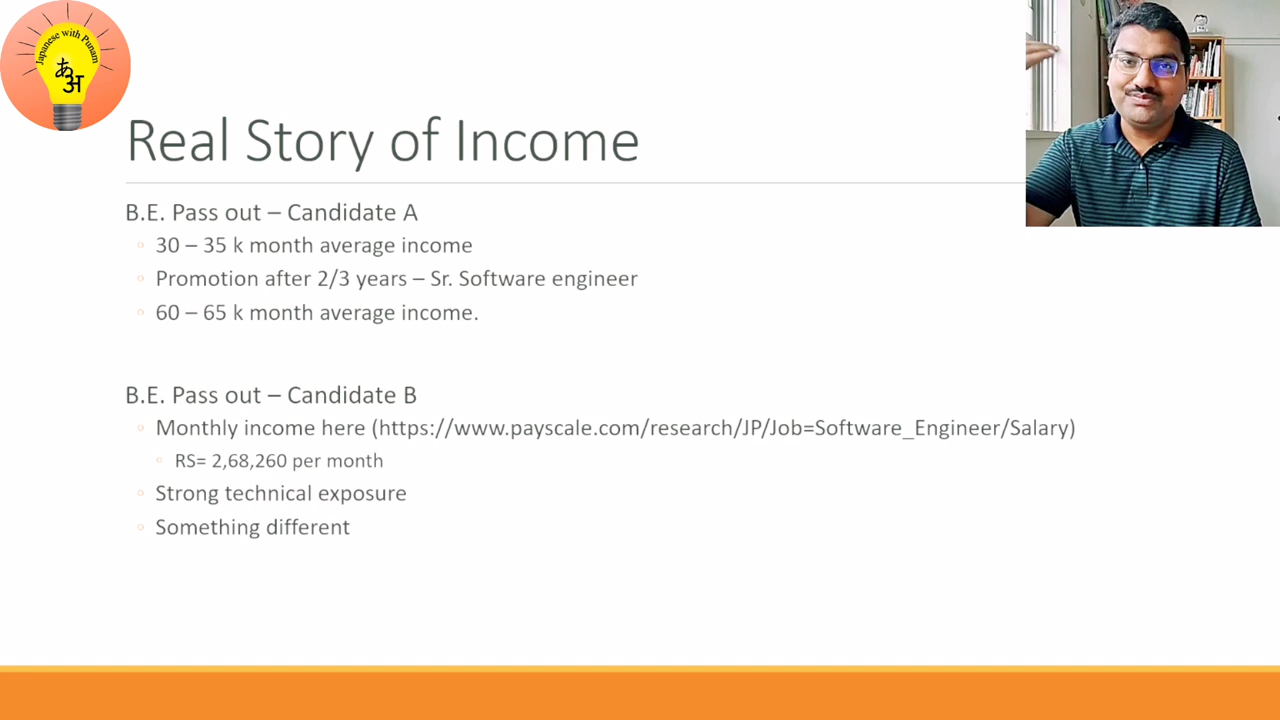 Japanese with Punam
あ
अ
Real Story of Income
B.E. Pass out – Candidate A
30 – 35 k month average income
Promotion after 2/3 years – Sr. Software engineer
60 – 65 k month average income.
B.E. Pass out – Candidate B
Monthly income here (https://www.payscale.com/research/JP/Job=Software_Engineer/Salary)
RS= 2,68,260 per month
Strong technical exposure
Something different